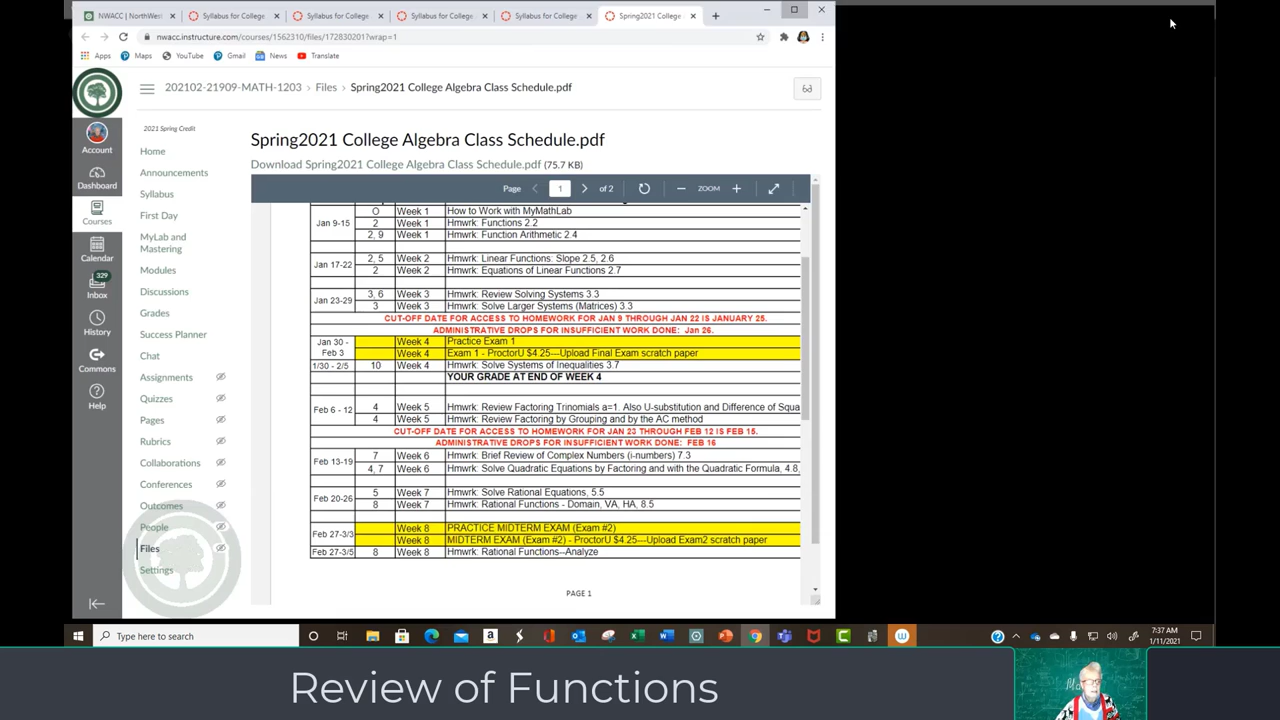 NWACC | NorthWest
Syllabus for College
Syllabus for College
Syllabus for College
Syllabus for College
Spring2021 College
nwacc.instructure.com/courses/1562310/files/172830201?wrap=1
Apps Maps YouTube Gmail News Translate
202102-21909-MATH-1203 > Files > Spring2021 College Algebra Class Schedule.pdf
2021 Spring Credit
Account
Dashboard
Courses
Calendar
329
Inbox
History
Commons
Help
Home
Announcements
Syllabus
First Day
MyLab and
Mastering
Modules
Discussions
Grades
Success Planner
Chat
Assignments
Quizzes
Pages
Rubrics
Collaborations
Conferences
Outcomes
People
Files
Settings
Spring2021 College Algebra Class Schedule.pdf
Download Spring2021 College Algebra Class Schedule.pdf (75.7 KB)
Page 1 of 2 ZOOM
Jan 9-15
O Week 1 How to Work with MyMathLab
2 Week 1 Hmwrk: Functions 2.2
2, 9 Week 1 Hmwrk: Function Arithmetic 2.4
Jan 17-22
2, 5 Week 2 Hmwrk: Linear Functions: Slope 2.5, 2.6
2 Week 2 Hmwrk: Equations of Linear Functions 2.7
Jan 23-29
3, 6 Week 3 Hmwrk: Review Solving Systems 3.3
3 Week 3 Hmwrk: Solve Larger Systems (Matrices) 3.3
CUT-OFF DATE FOR ACCESS TO HOMEWORK FOR JAN 9 THROUGH JAN 22 IS JANUARY 25.
ADMINISTRATIVE DROPS FOR INSUFFICIENT WORK DONE: Jan 26.
Jan 30 -
Feb 3
Week 4 Practice Exam 1
Week 4 Exam 1 - ProctorU $4.25---Upload Final Exam scratch paper
1/30 - 2/5 10 Week 4 Hmwrk: Solve Systems of Inequalities 3.7
YOUR GRADE AT END OF WEEK 4
Feb 6 - 12
4 Week 5 Hmwrk: Review Factoring Trinomials a=1. Also U-substitution and Difference of Squa
4 Week 5 Hmwrk: Review Factoring by Grouping and by the AC method
CUT-OFF DATE FOR ACCESS TO HOMEWORK FOR JAN 23 THROUGH FEB 12 IS FEB 15.
ADMINISTRATIVE DROPS FOR INSUFFICIENT WORK DONE: FEB 16
Feb 13-19
7 Week 6 Hmwrk: Brief Review of Complex Numbers (i-numbers) 7.3
4, 7 Week 6 Hmwrk: Solve Quadratic Equations by Factoring and with the Quadratic Formula, 4.8,
Feb 20-26
5 Week 7 Hmwrk: Solve Rational Equations, 5.5
8 Week 7 Hmwrk: Rational Functions - Domain, VA, HA, 8.5
Feb 27-3/3
Week 8 PRACTICE MIDTERM EXAM (Exam #2)
Week 8 MIDTERM EXAM (Exam #2) - ProctorU $4.25---Upload Exam2 scratch paper
Feb 27-3/5 8 Week 8 Hmwrk: Rational Functions--Analyze
PAGE 1
Type here to search
7:37 AM
1/11/2021
Review of Functions